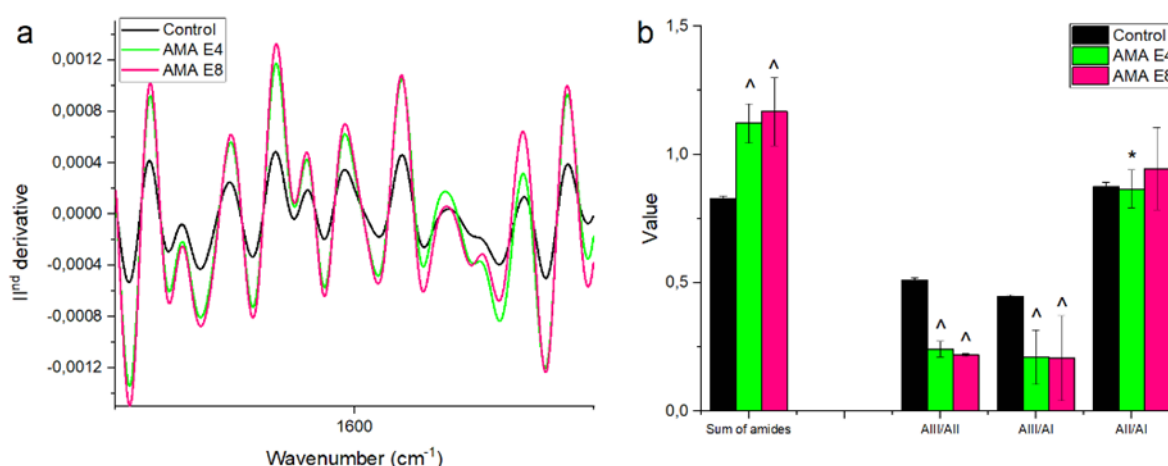 a
Control
AMA E4
AMA E8
0,0012
0,0008
0,0004
0,0000
-0,0004
-0,0008
-0,0012
IInd derivative
1600
Wavenumber (cm-1)
b
1,5
1,0
0,5
0,0
Value
Control
AMA E4
AMA E8
^ ^
^ ^
^ ^
*
Sum of amides AIII/AII AIII/AI AII/AI